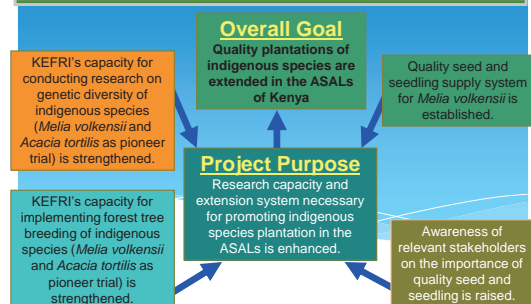 Overall Goal
Quality plantations of
indigenous species are
extended in the ASALs
of Kenya
KEFRI's capacity for
conducting research on
genetic diversity of
indigenous species
(Melia volkensii and
Acacia tortilis as pioneer
trial) is strengthened.
Quality seed and
seedling supply system
for Melia volkensii is
established.
Project Purpose
Research capacity and
extension system necessary
for promoting indigenous
species plantation in the
ASALs is enhanced.
KEFRI's capacity for
implementing forest tree
breeding of indigenous
species (Melia volkensii
and Acacia tortilis as
pioneer trial) is
strengthened.
Awareness of
relevant stakeholders
on the importance of
quality seed and
seedling is raised.